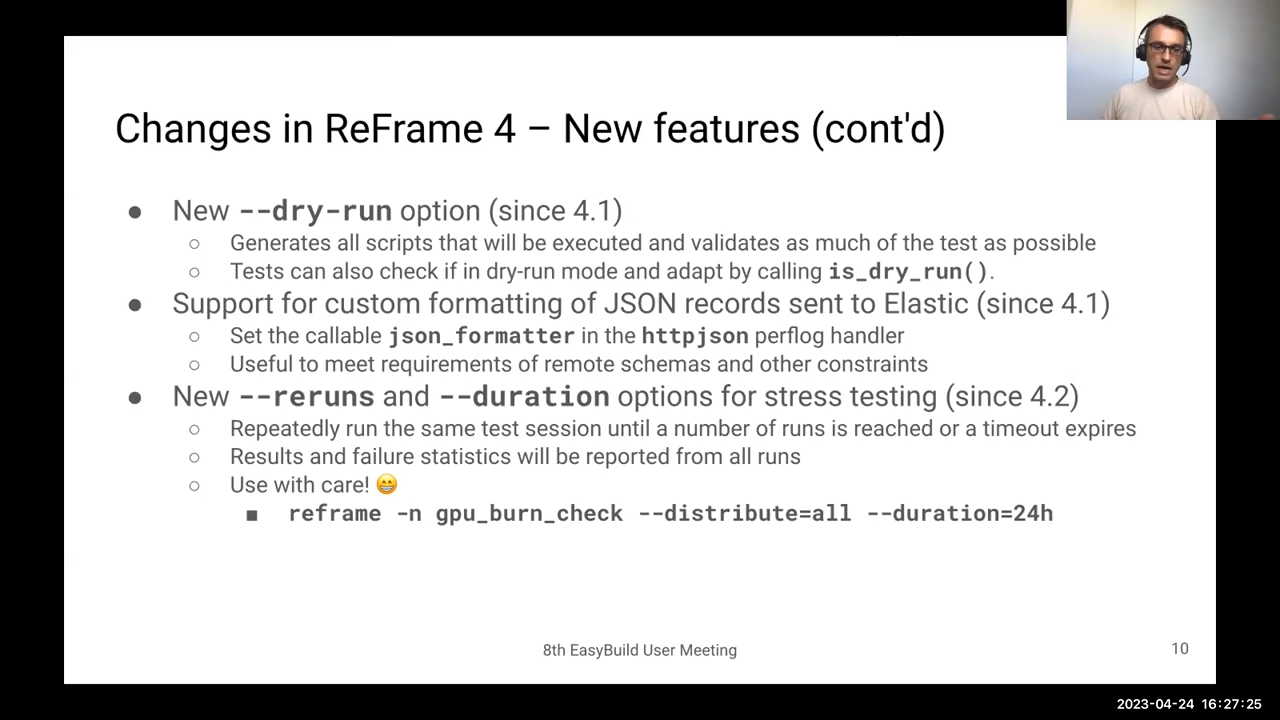 Changes in ReFrame 4 – New features (cont'd)
● New --dry-run option (since 4.1)
○ Generates all scripts that will be executed and validates as much of the test as possible
○ Tests can also check if in dry-run mode and adapt by calling is_dry_run().
● Support for custom formatting of JSON records sent to Elastic (since 4.1)
○ Set the callable json_formatter in the httpjson perflog handler
○ Useful to meet requirements of remote schemas and other constraints
● New --reruns and --duration options for stress testing (since 4.2)
○ Repeatedly run the same test session until a number of runs is reached or a timeout expires
○ Results and failure statistics will be reported from all runs
○ Use with care! 😁
■ reframe -n gpu_burn_check --distribute=all --duration=24h
8th EasyBuild User Meeting
10
2023-04-24 16:27:25